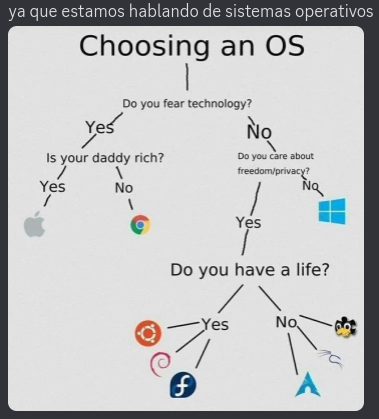 ya que estamos hablando de sistemas operativos
Choosing an OS
Do you fear technology?
Yes
No
Is your daddy rich?
Do you care about
freedom/privacy?
Yes
No
No
Yes
Do you have a life?
Yes
No